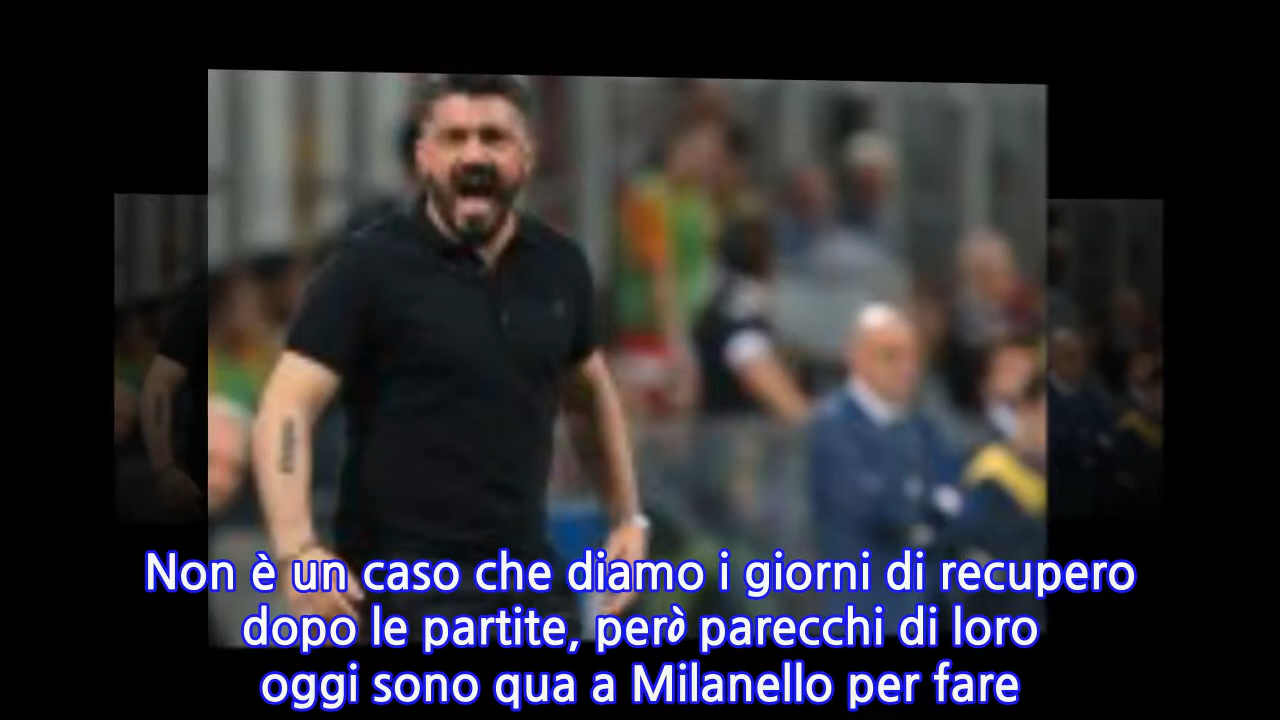 Non è un caso che diamo i giorni di recupero
dopo le partite, però parecchi di loro
oggi sono qua a Milanello per fare